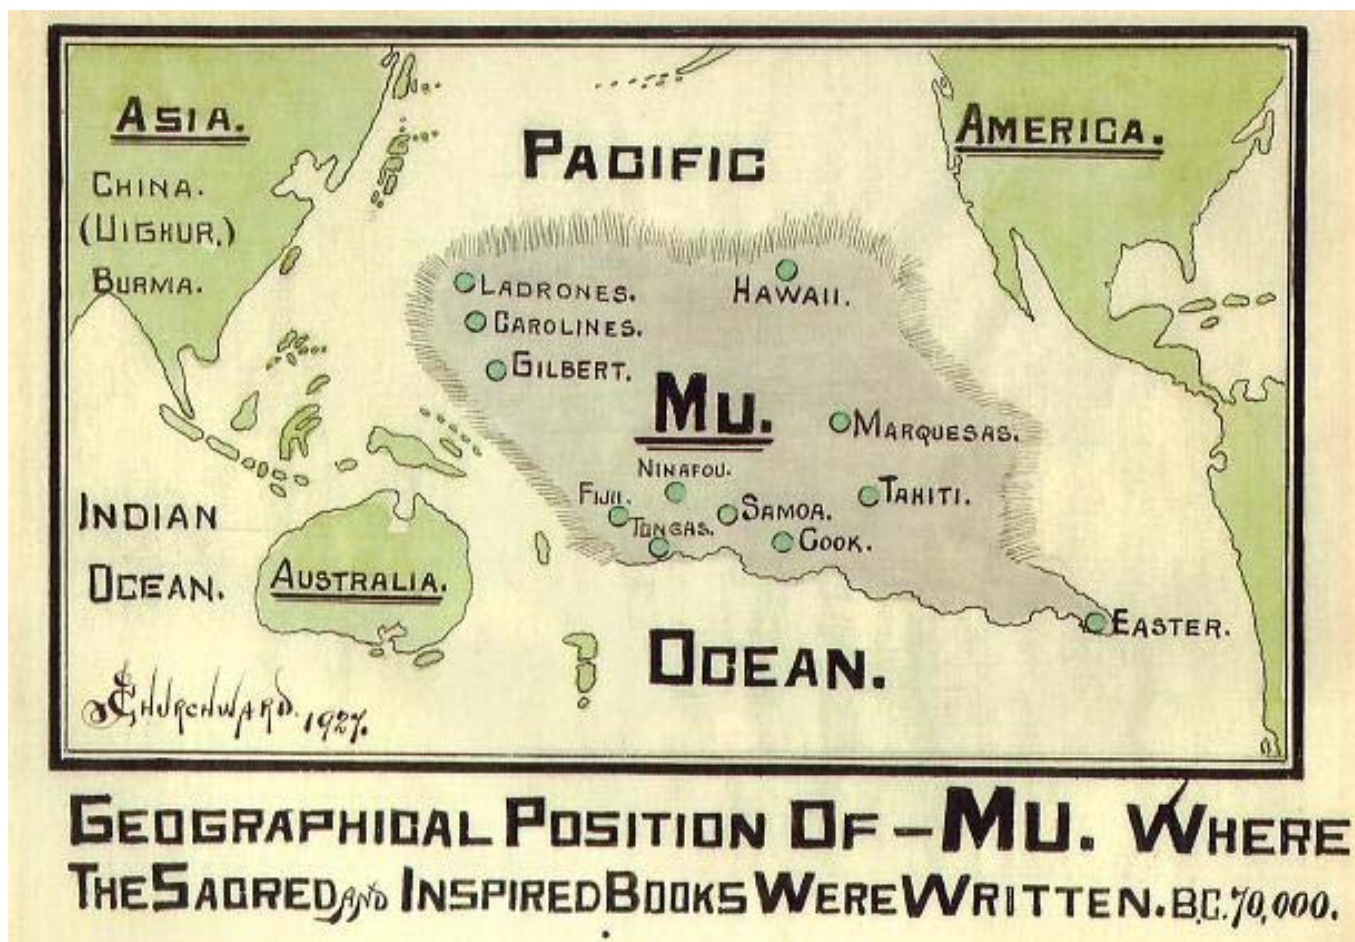 ASIA.
CHINA.
(UIGHUR.)
BURMA.
PACIFIC
AMERICA.
LADRONES.
HAWAII.
CAROLINES.
GILBERT.
MU.
MARQUESAS.
NINAFOU.
FIJII.
TONGAS.
SAMOA.
TAHITI.
COOK.
INDIAN
OCEAN.
AUSTRALIA.
EASTER.
OCEAN.
J CHURCHWARD. 1927.
GEOGRAPHICAL POSITION OF – MU. WHERE
THE SACRED AND INSPIRED BOOKS WERE WRITTEN. B.C. 70,000.